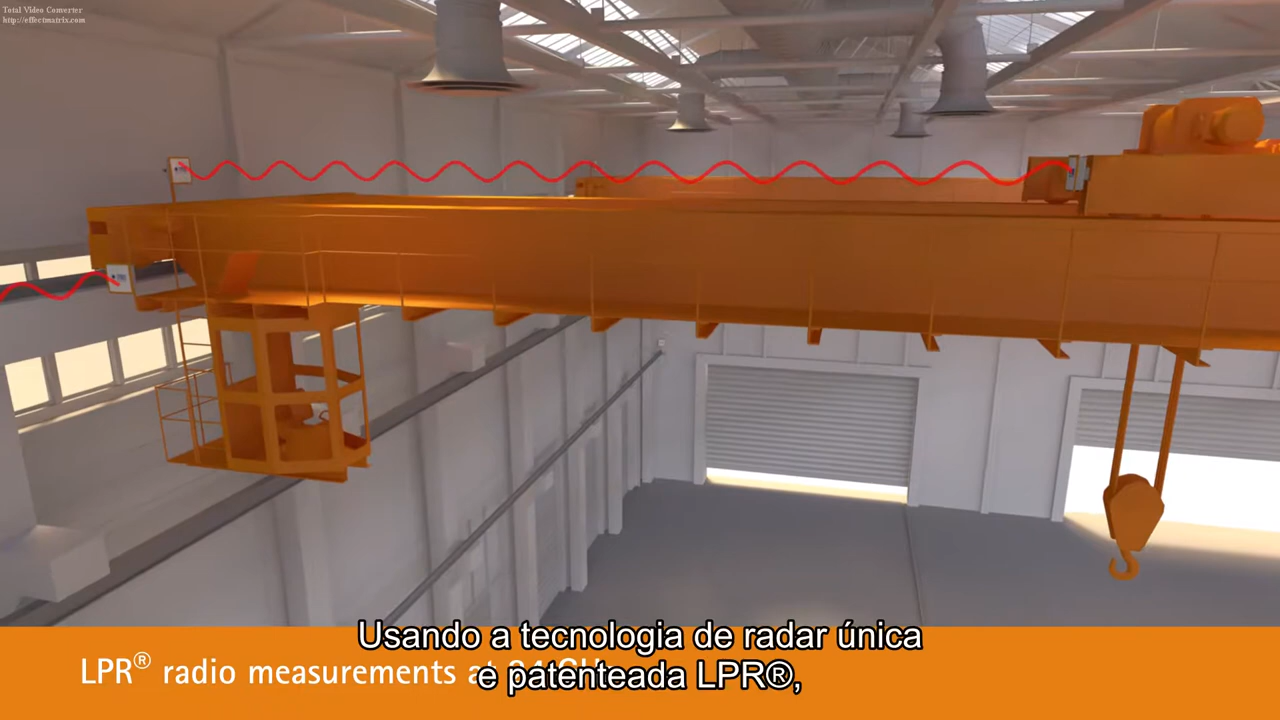 Total Video Converter
http://effectmatrix.com
Usando a tecnologia de radar única
LPR® radio measurements
e patenteada LPR®,